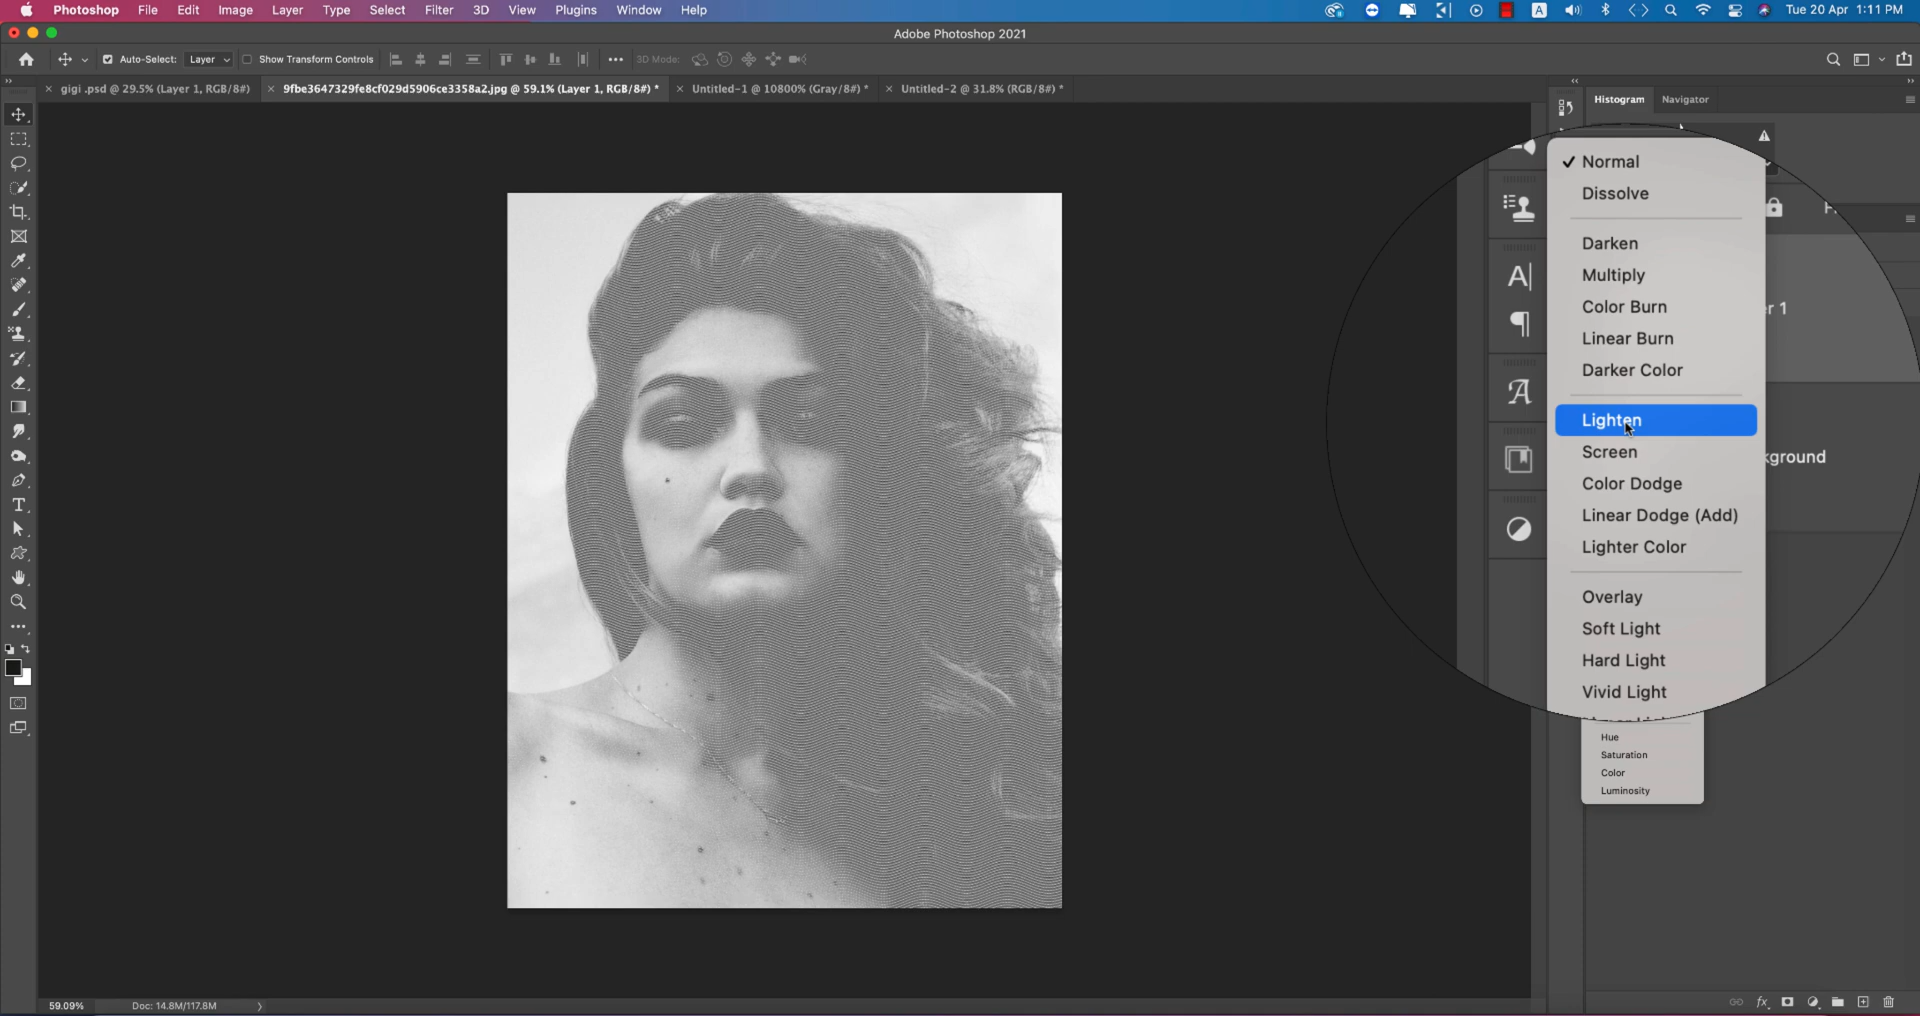 Photoshop File Edit Image Layer Type Select Filter 3D View Plugins Window Help
A Tue 20 Apr 1:11 PM
Adobe Photoshop 2021
Auto-Select: Layer Show Transform Controls 3D Mode:
gigi .psd @ 29.5% (Layer 1, RGB/8#)
9fbe3647329fe8cf029d5906ce3358a2.jpg @ 59.1% (Layer 1, RGB/8#) *
Untitled-1 @ 10800% (Gray/8#) *
Untitled-2 @ 31.8% (RGB/8#) *
Histogram Navigator
Normal
Dissolve
Darken
Multiply
Color Burn
Linear Burn
r 1
Darker Color
Lighten
Screen
kground
Color Dodge
Linear Dodge (Add)
Lighter Color
Overlay
Soft Light
Hard Light
Vivid Light
Hue
Saturation
Color
Luminosity
59.09% Doc: 14.8M/117.8M
fx